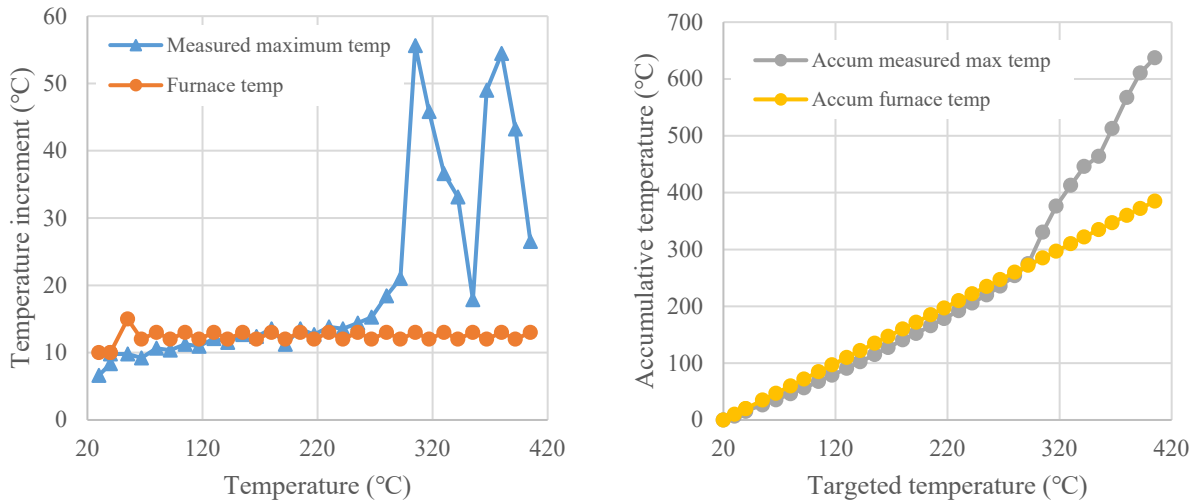 60
50
40
30
20
10
0
Temperature increment (℃)
Measured maximum temp
Furnace temp
20 120 220 320 420
Temperature (℃)
700
600
500
400
300
200
100
0
Accumulative temperature (℃)
Accum measured max temp
Accum furnace temp
20 120 220 320 420
Targeted temperature (℃)